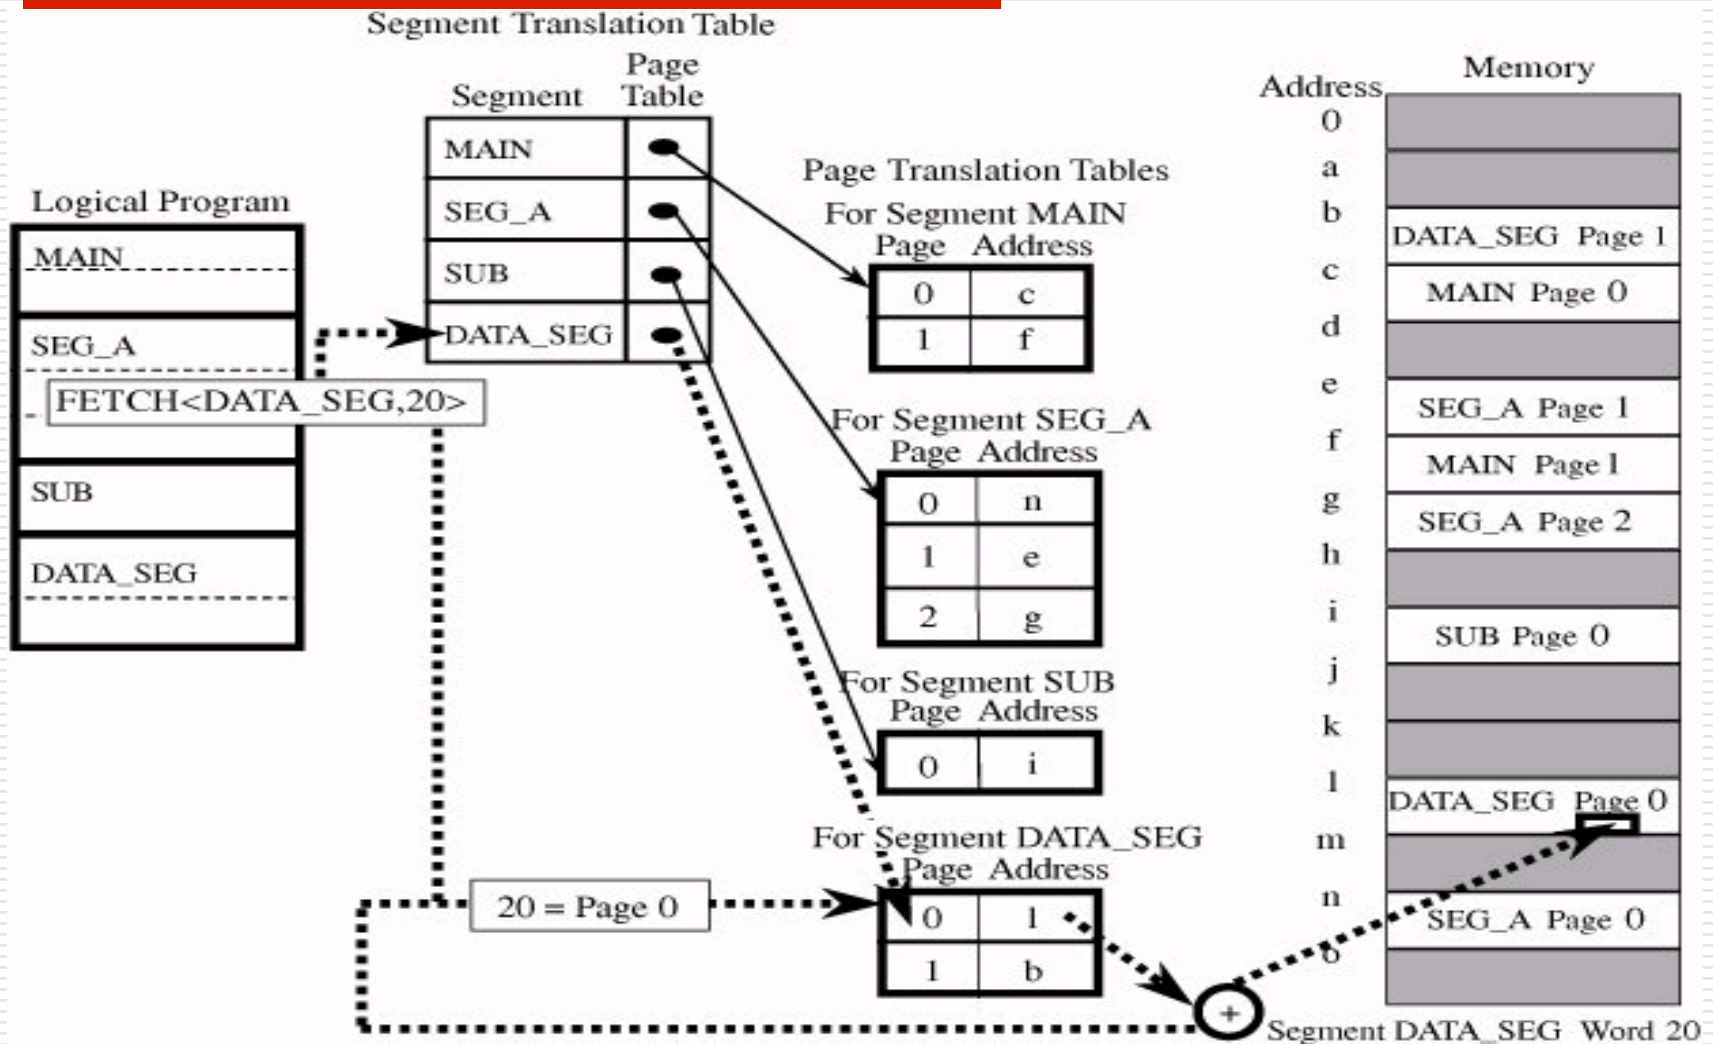 Segment Translation Table
Segment
Page
Table
MAIN
SEG_A
SUB
DATA_SEG
Logical Program
MAIN
SEG_A
FETCH<DATA_SEG,20>
SUB
DATA_SEG
20 = Page 0
Page Translation Tables
For Segment MAIN
Page Address
0 c
1 f
For Segment SEG_A
Page Address
0 n
1 e
2 g
For Segment SUB
Page Address
0 i
For Segment DATA_SEG
Page Address
0 l
1 b
+
Segment DATA_SEG Word 20
Address
0
a
b
c
d
e
f
g
h
i
j
k
l
m
n
o
Memory
DATA_SEG Page 1
MAIN Page 0
SEG_A Page 1
MAIN Page 1
SEG_A Page 2
SUB Page 0
DATA_SEG Page 0
SEG_A Page 0